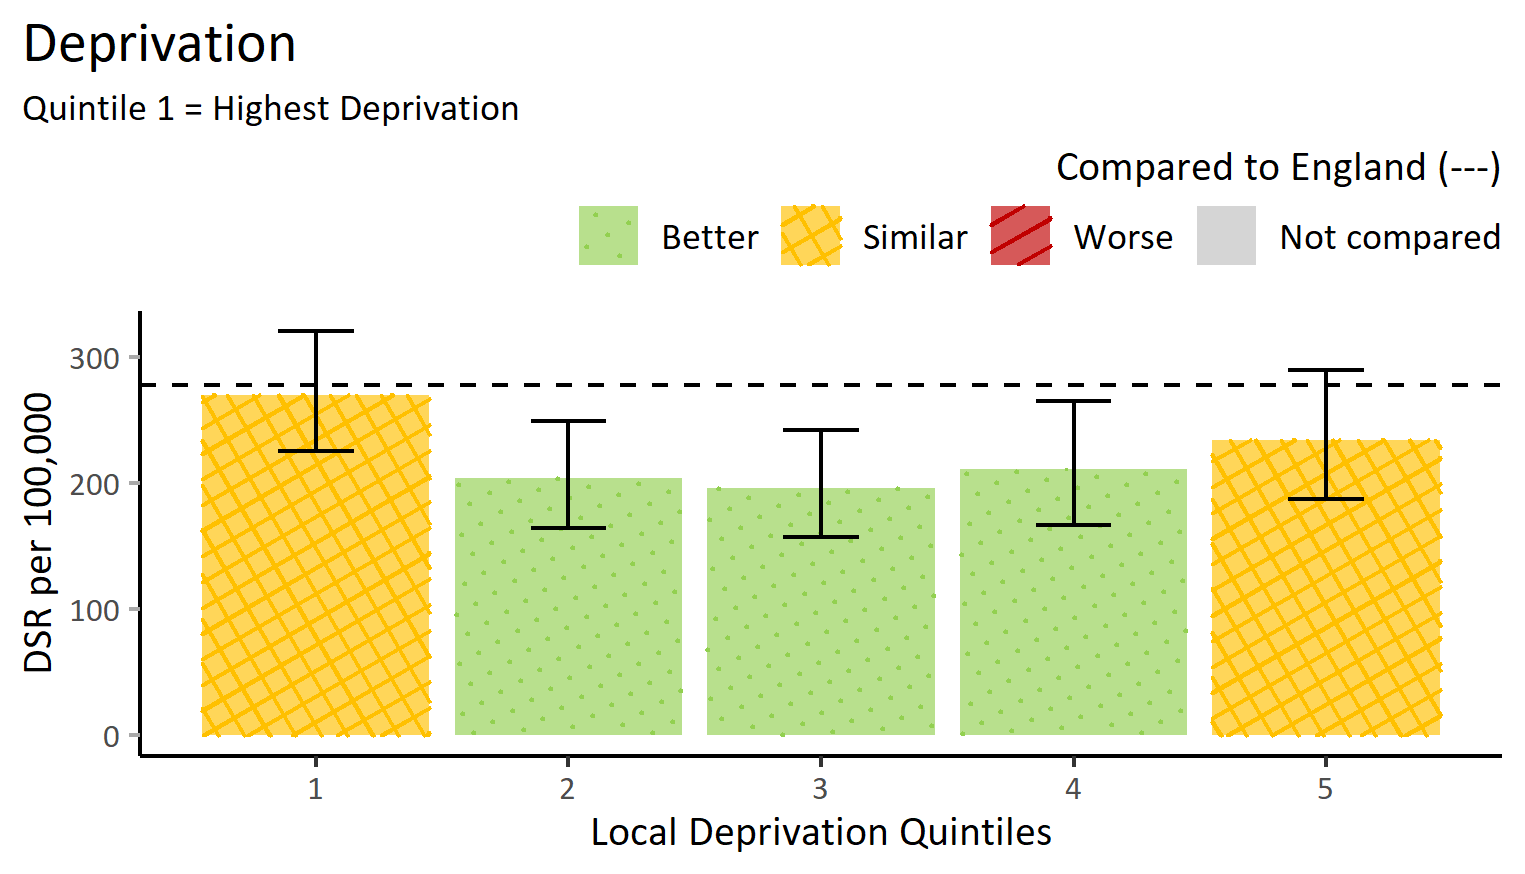 Deprivation
Quintile 1 = Highest Deprivation
Compared to England (---)
Better Similar Worse Not compared
DSR per 100,000
300
200
100
0
1 2 3 4 5
Local Deprivation Quintiles